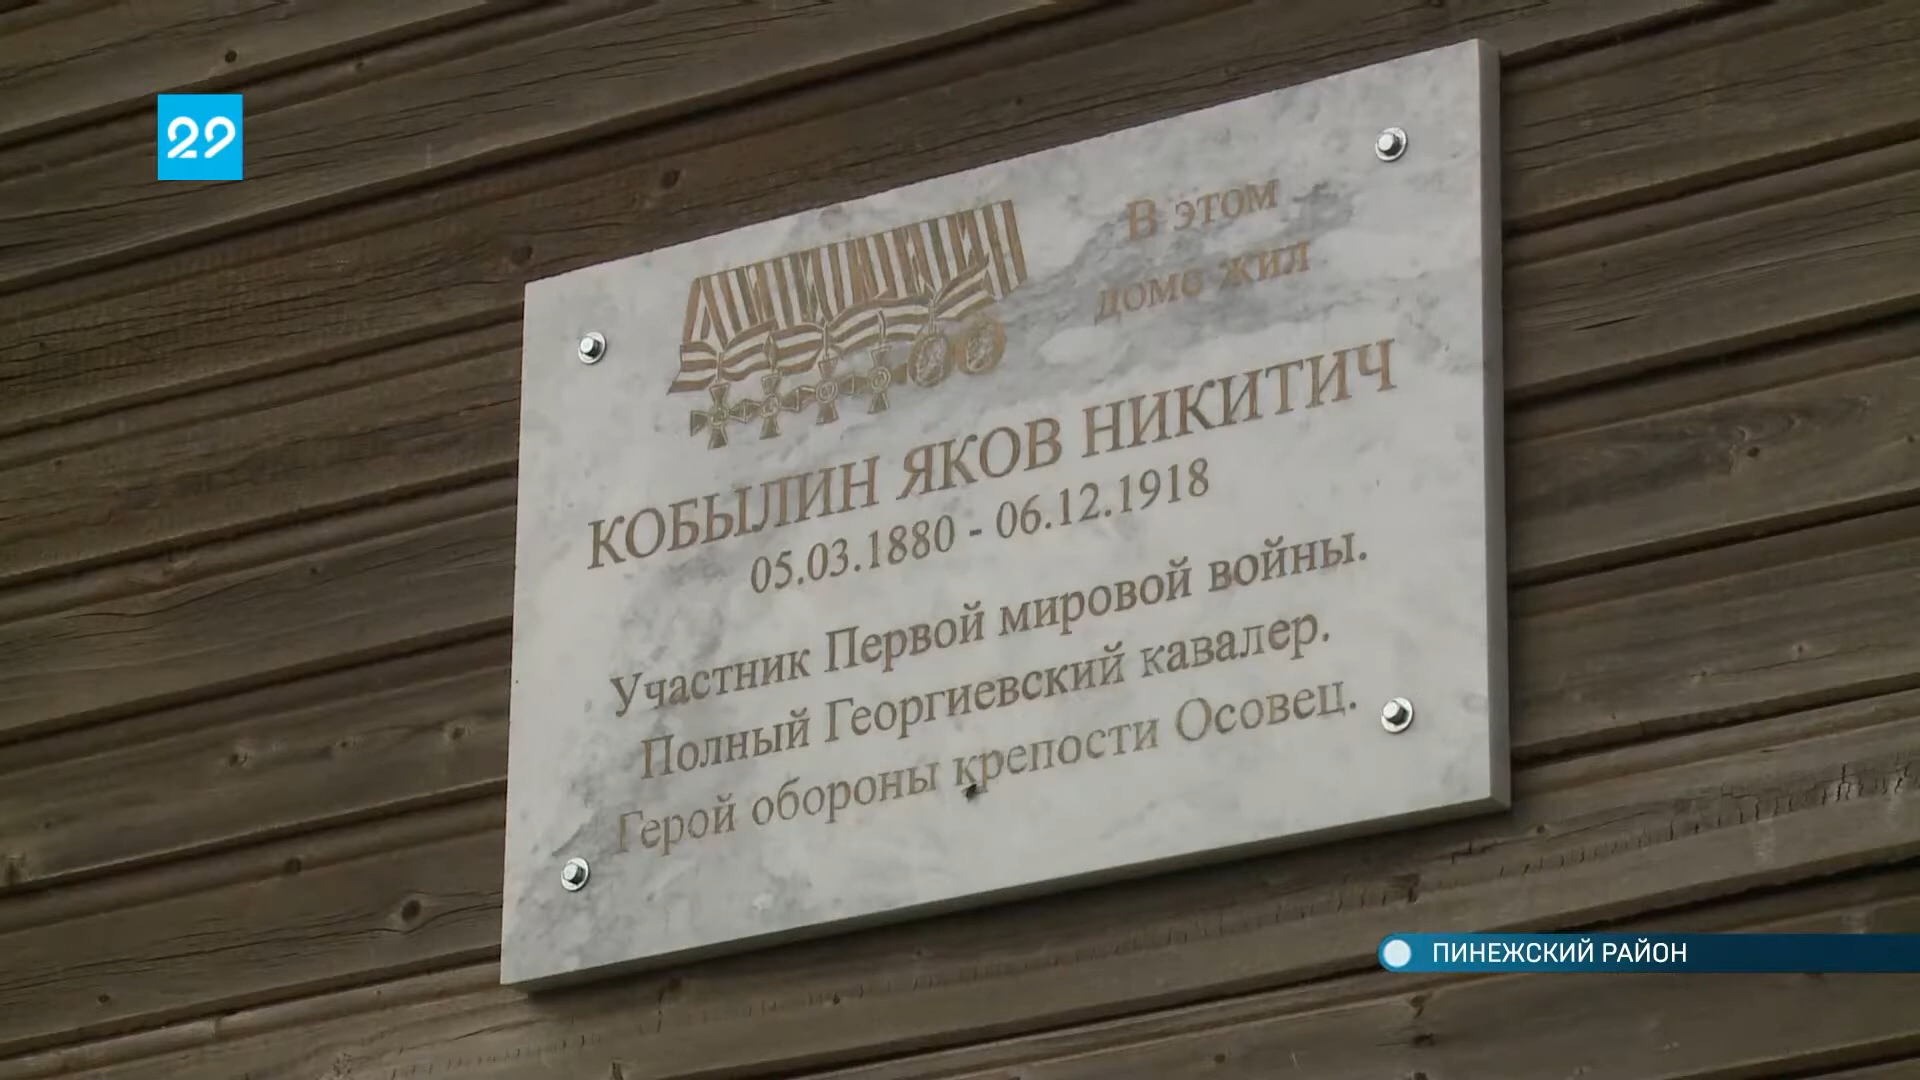 29
В этом
доме жил
КОБЫЛИН ЯКОВ НИКИТИЧ
05.03.1880 - 06.12.1918
Участник Первой мировой войны.
Полный Георгиевский кавалер.
Герой обороны крепости Осовец.
ПИНЕЖСКИЙ РАЙОН